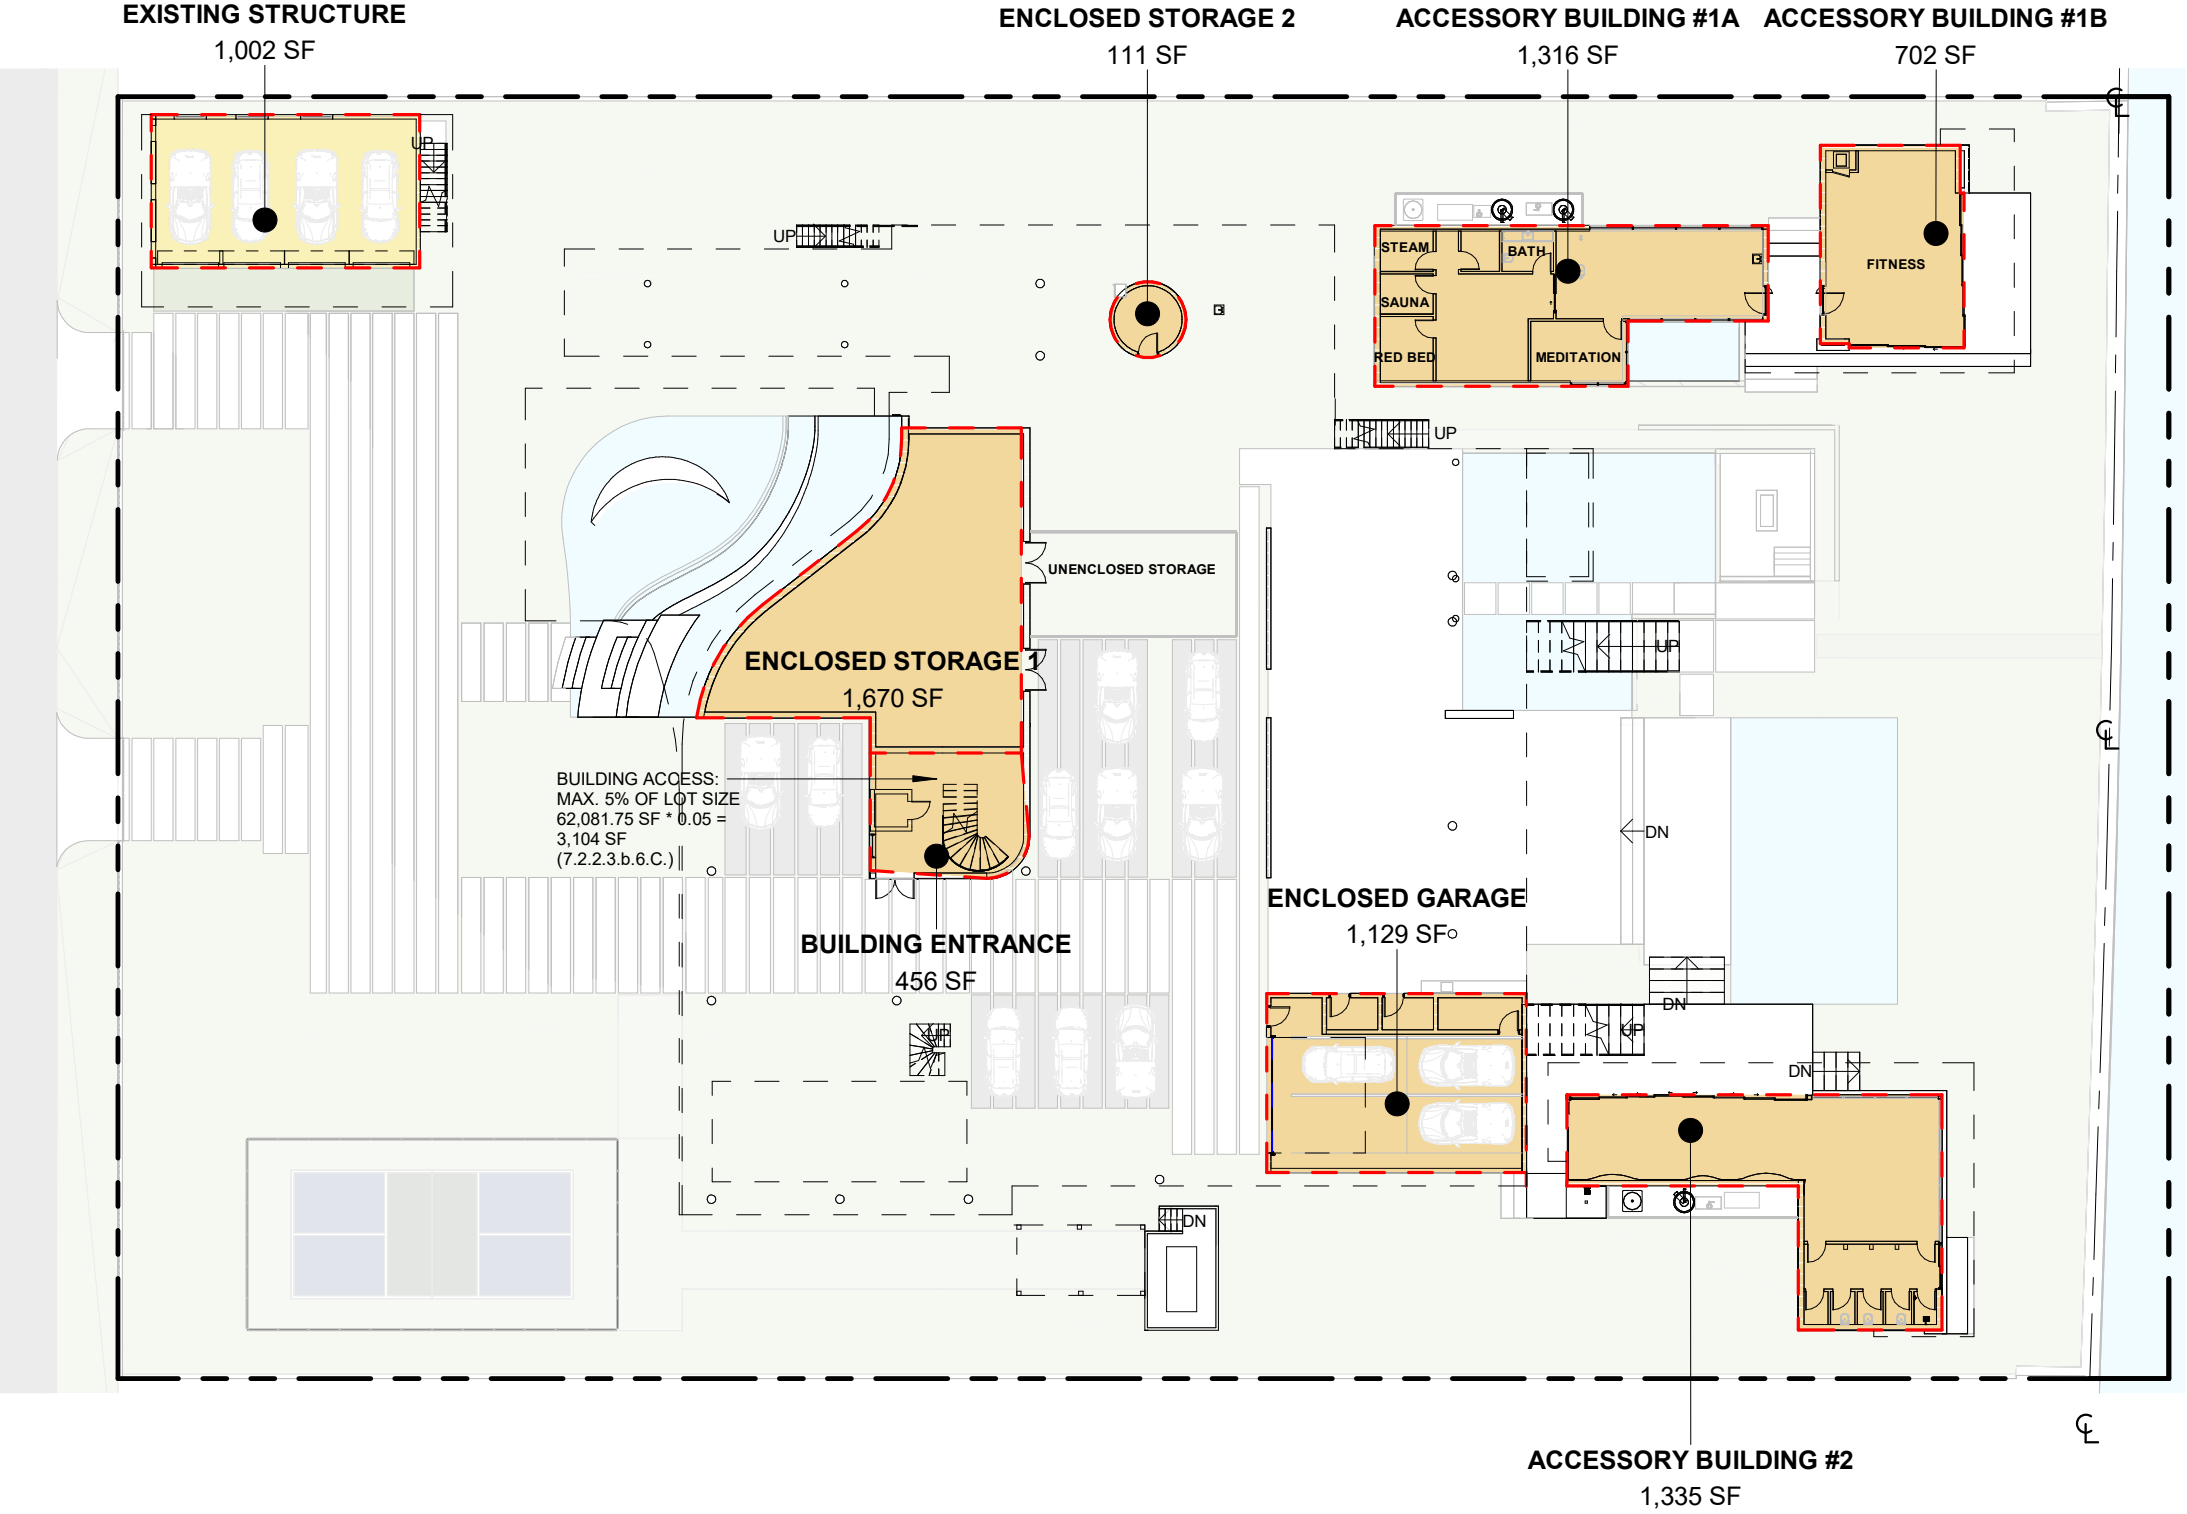 EXISTING STRUCTURE
1,002 SF
ENCLOSED STORAGE 2
111 SF
ACCESSORY BUILDING #1A
1,316 SF
ACCESSORY BUILDING #1B
702 SF
UP
UP
STEAM
BATH
SAUNA
RED BED
MEDITATION
FITNESS
UP
UNENCLOSED STORAGE
ENCLOSED STORAGE 1
1,670 SF
UP
BUILDING ACCESS:
MAX. 5% OF LOT SIZE
62,081.75 SF * 0.05 =
3,104 SF
(7.2.2.3.b.6.C.)
DN
ENCLOSED GARAGE
1,129 SF
BUILDING ENTRANCE
456 SF
DN
UP
UP
DN
DN
ACCESSORY BUILDING #2
1,335 SF